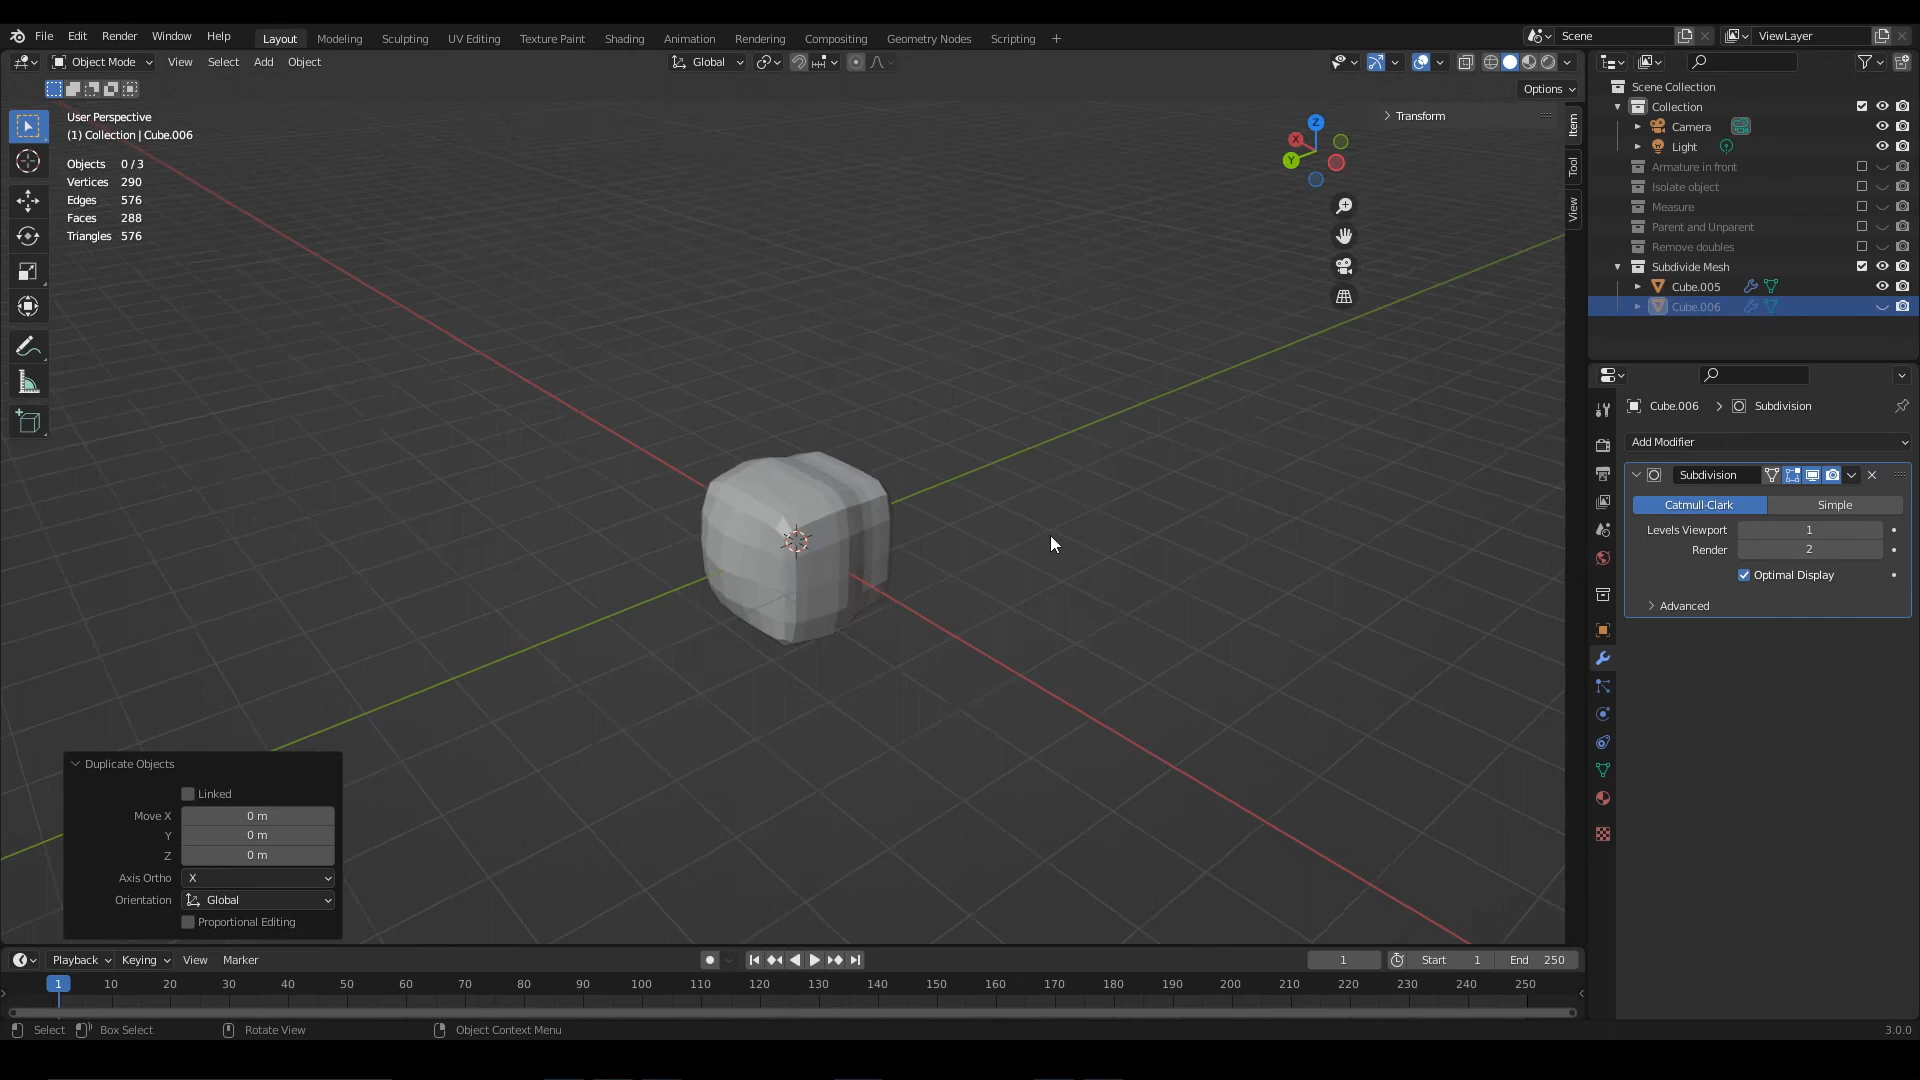 File Edit Render Window Help Layout Modeling Sculpting UV Editing Texture Paint Shading Animation Rendering Compositing Geometry Nodes Scripting + Scene ViewLayer
Object Mode View Select Add Object Global
Options
User Perspective
(1) Collection | Cube.006
Objects 0 / 3
Vertices 290
Edges 576
Faces 288
Triangles 576
Transform
Z
X
Y
Item
Tool
View
Scene Collection
Collection
Camera
Light
Armature in front
Isolate object
Measure
Parent and Unparent
Remove doubles
Subdivide Mesh
Cube.005
Cube.006
Cube.006 > Subdivision
Add Modifier
Subdivision
Catmull-Clark Simple
Levels Viewport 1
Render 2
Optimal Display
Advanced
Duplicate Objects
Linked
Move X 0 m
Y 0 m
Z 0 m
Axis Ortho X
Orientation Global
Proportional Editing
Playback Keying View Marker 1 Start 1 End 250
1 10 20 30 40 50 60 70 80 90 100 110 120 130 140 150 160 170 180 190 200 210 220 230 240 250
Select Box Select Rotate View Object Context Menu 3.0.0